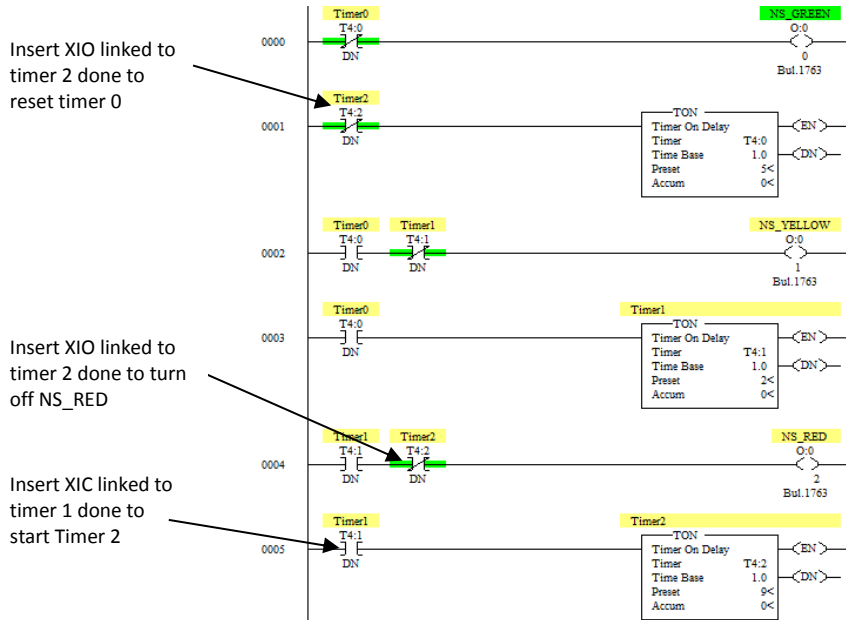 Timer0
NS_GREEN
T4:0
O:0
0000
DN
0
Bul.1763
Insert XIO linked to
timer 2 done to
reset timer 0
Timer2
T4:2
0001
DN
TON
Timer On Delay
Timer T4:0
Time Base 1.0
Preset 5<
Accum 0<
EN
DN
Timer0 Timer1
NS_YELLOW
T4:0 T4:1
O:0
0002
DN DN
1
Bul.1763
Timer0
Timer1
T4:0
0003
DN
TON
Timer On Delay
Timer T4:1
Time Base 1.0
Preset 2<
Accum 0<
EN
DN
Insert XIO linked to
timer 2 done to turn
off NS_RED
Timer1 Timer2
NS_RED
T4:1 T4:2
O:0
0004
DN DN
2
Bul.1763
Insert XIC linked to
timer 1 done to
start Timer 2
Timer1
Timer2
T4:1
0005
DN
TON
Timer On Delay
Timer T4:2
Time Base 1.0
Preset 9<
Accum 0<
EN
DN